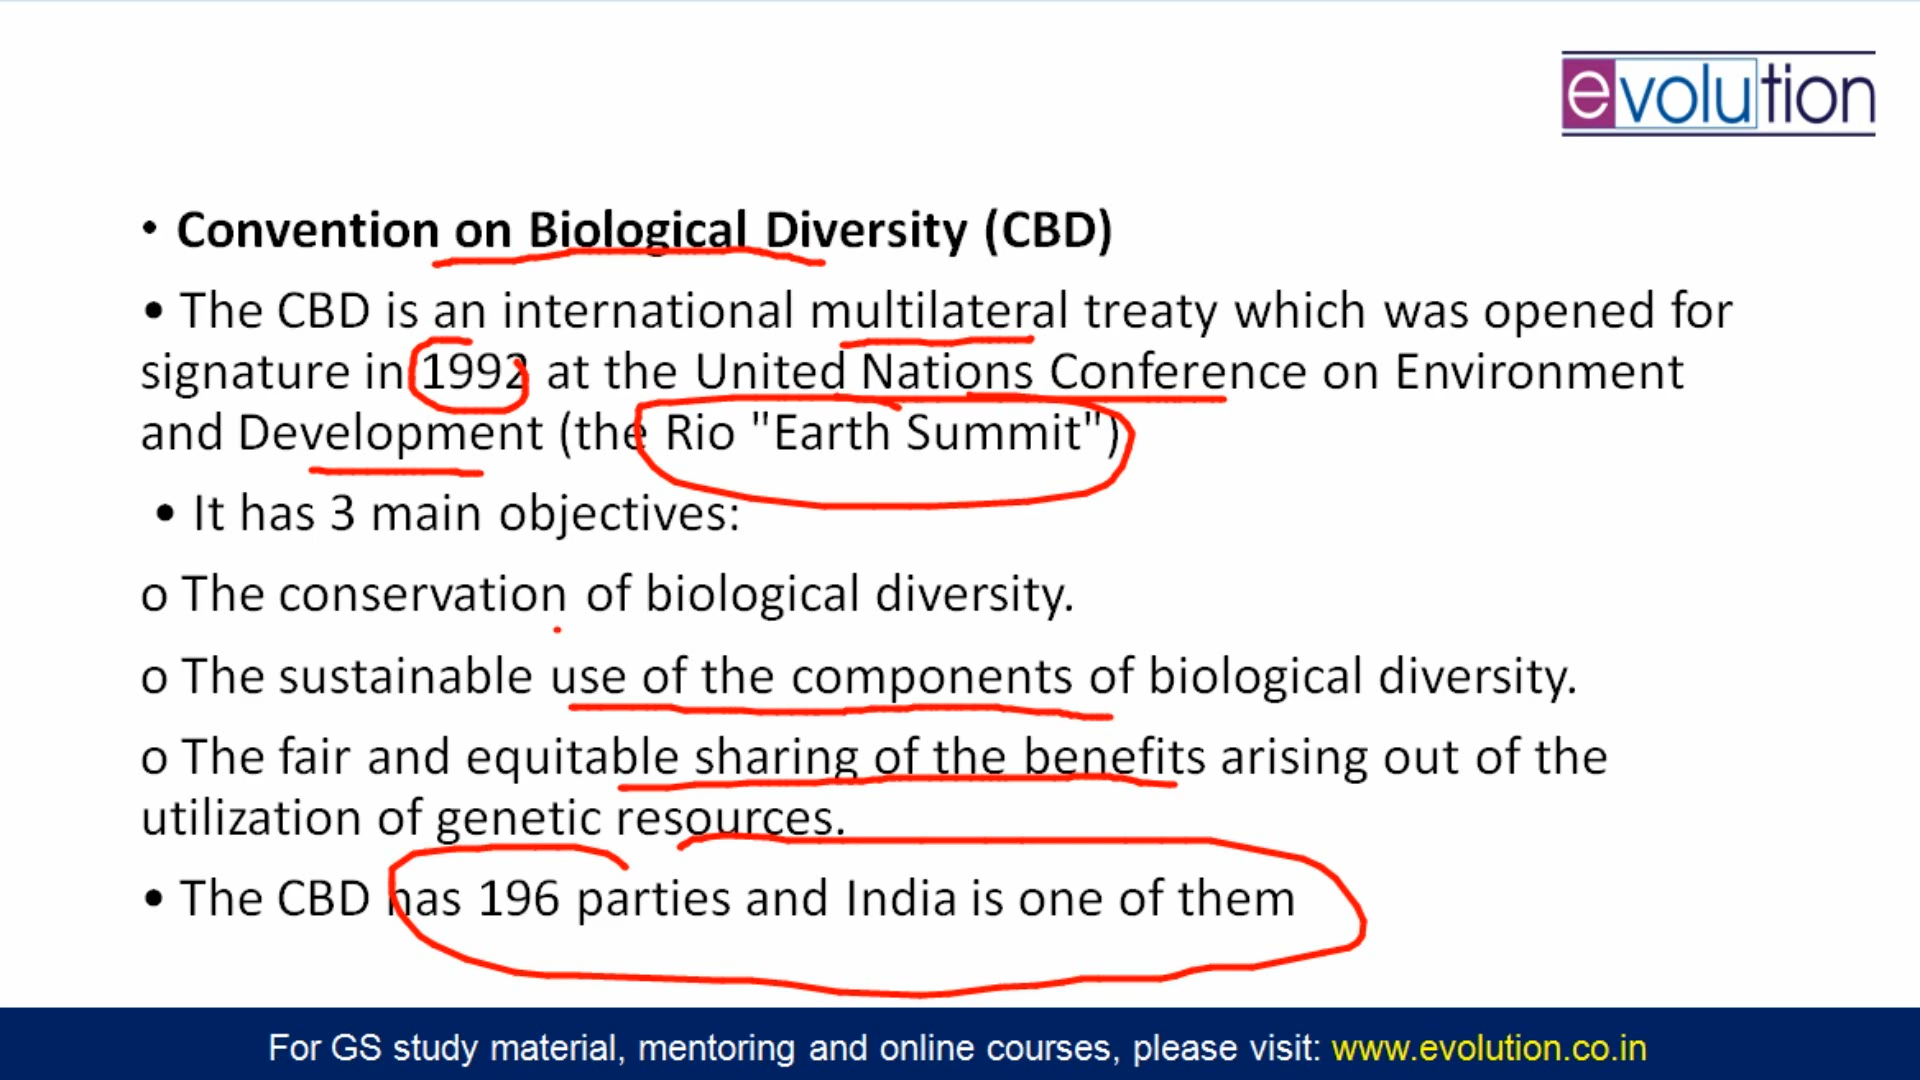 evolution
• Convention on Biological Diversity (CBD)
• The CBD is an international multilateral treaty which was opened for
signature in 1992 at the United Nations Conference on Environment
and Development (the Rio "Earth Summit")
• It has 3 main objectives:
o The conservation of biological diversity.
o The sustainable use of the components of biological diversity.
o The fair and equitable sharing of the benefits arising out of the
utilization of genetic resources.
• The CBD has 196 parties and India is one of them
For GS study material, mentoring and online courses, please visit: www.evolution.co.in